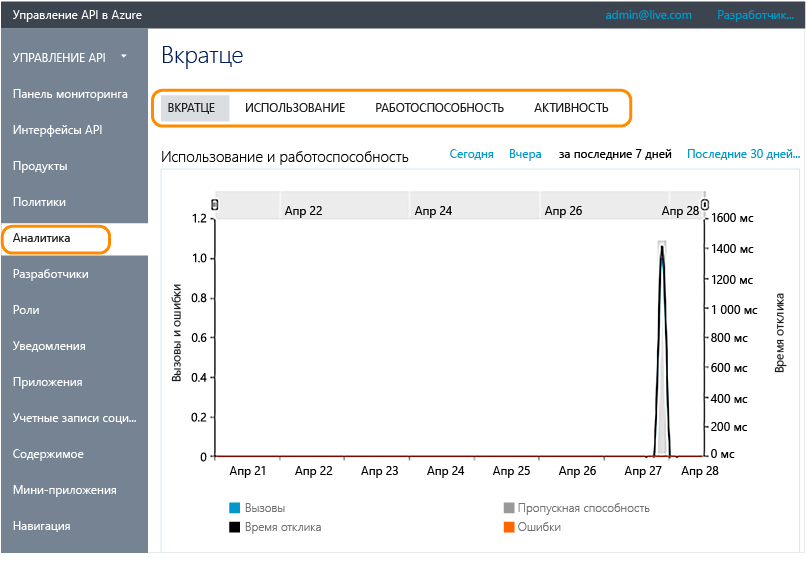 Управление API в Azure
admin@live.com Разработчик...
УПРАВЛЕНИЕ API
Панель мониторинга
Интерфейсы API
Продукты
Политики
Аналитика
Разработчики
Роли
Уведомления
Приложения
Учетные записи соци...
Содержимое
Мини-приложения
Навигация
Вкратце
ВКРАТЦЕ ИСПОЛЬЗОВАНИЕ РАБОТОСПОСОБНОСТЬ АКТИВНОСТЬ
Использование и работоспособность
Сегодня Вчера за последние 7 дней Последние 30 дней...
Апр 22 Апр 24 Апр 26 Апр 28
Вызовы и ошибки
1.2
1.0
0.8
0.6
0.4
0.2
0
1600 мс
1400 мс
1200 мс
1 000 мс
800 мс
600 мс
400 мс
200 мс
0 мс
Время отклика
Апр 21 Апр 22 Апр 23 Апр 24 Апр 25 Апр 26 Апр 27 Апр 28
Вызовы Пропускная способность
Время отклика Ошибки